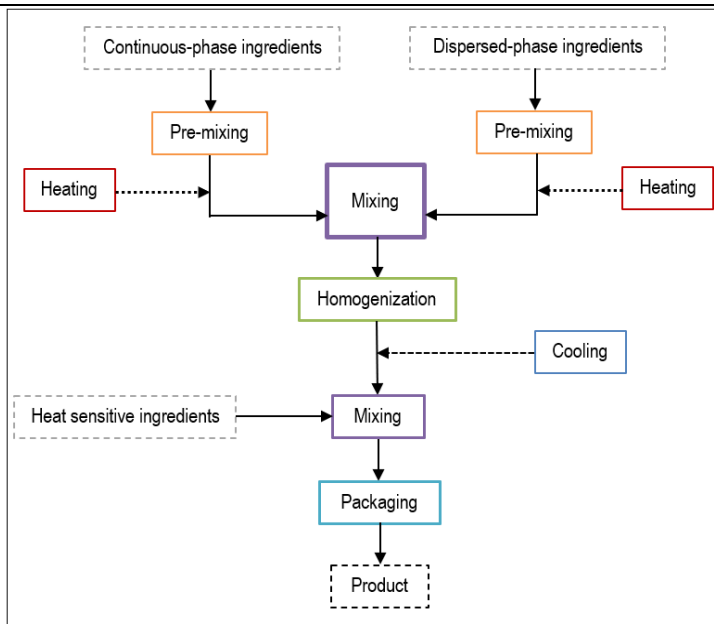 Continuous-phase ingredients
Dispersed-phase ingredients
Pre-mixing
Pre-mixing
Heating
Mixing
Heating
Homogenization
Cooling
Heat sensitive ingredients
Mixing
Packaging
Product